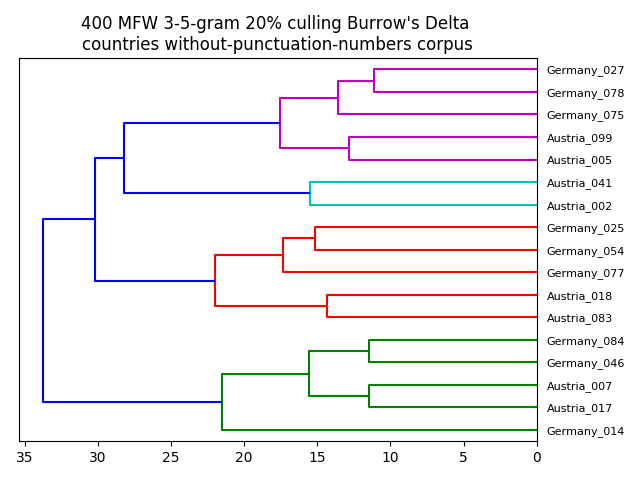 400 MFW 3-5-gram 20% culling Burrow's Delta
countries without-punctuation-numbers corpus
Germany_027
Germany_078
Germany_075
Austria_099
Austria_005
Austria_041
Austria_002
Germany_025
Germany_054
Germany_077
Austria_018
Austria_083
Germany_084
Germany_046
Austria_007
Austria_017
Germany_014
35 30 25 20 15 10 5 0